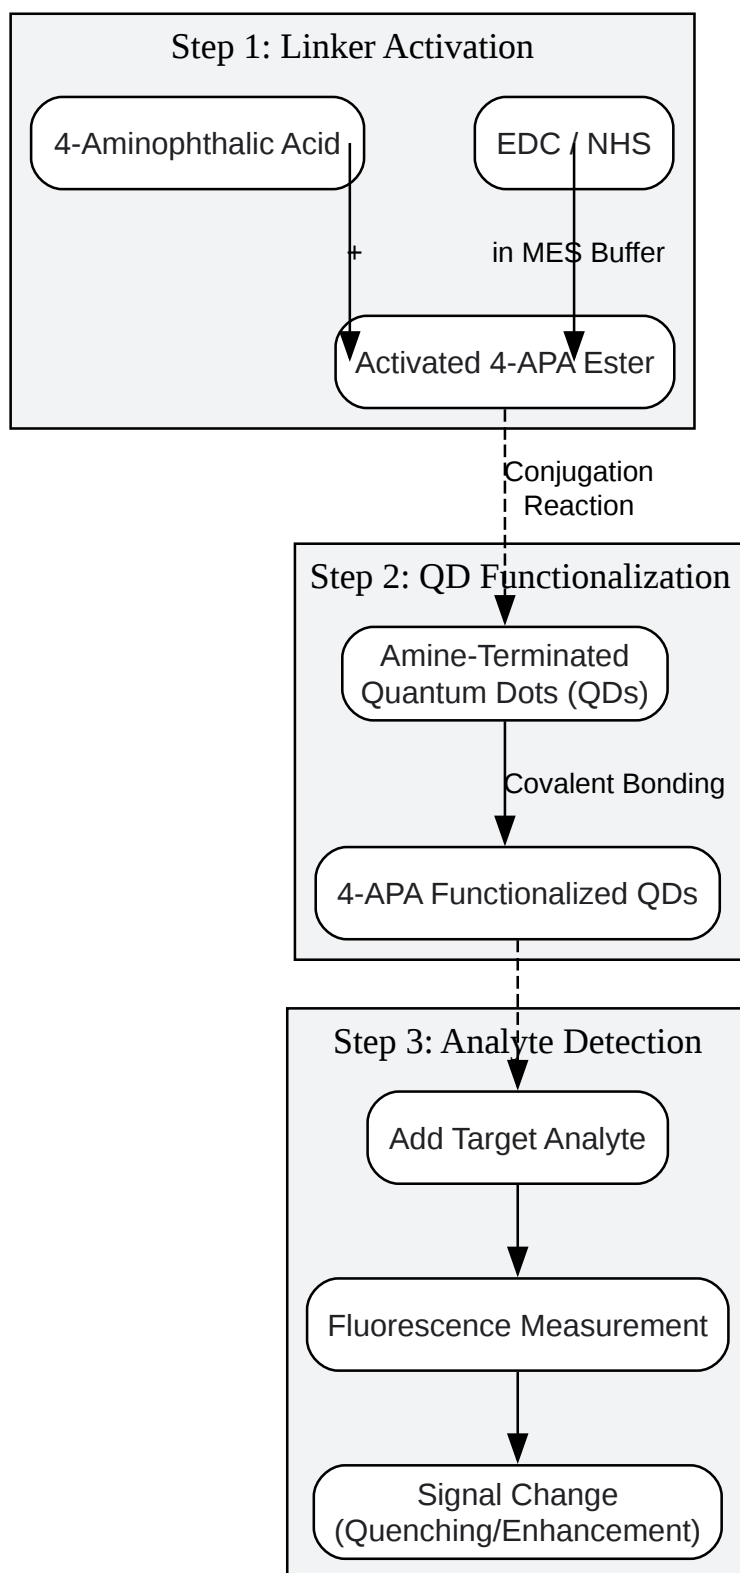 Step 1: Linker Activation
4-Aminophthalic Acid
EDC / NHS
+
in MES Buffer
Activated 4-APA Ester
Conjugation
Reaction
Step 2: QD Functionalization
Amine-Terminated
Quantum Dots (QDs)
Covalent Bonding
4-APA Functionalized QDs
Step 3: Analyte Detection
Add Target Analyte
Fluorescence Measurement
Signal Change
(Quenching/Enhancement)